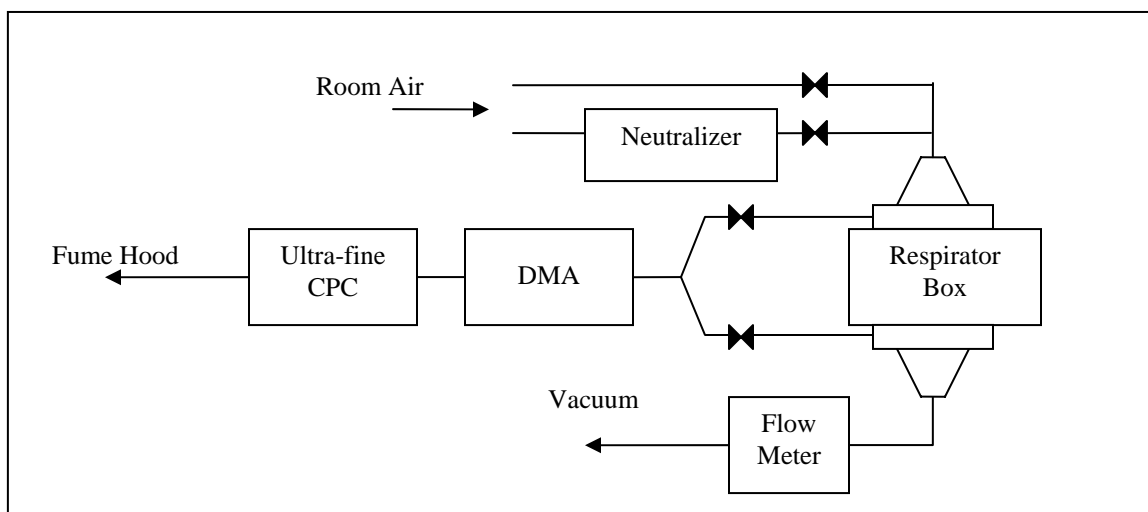 Room Air
Neutralizer
Fume Hood
Ultra-fine
CPC
DMA
Respirator
Box
Vacuum
Flow
Meter